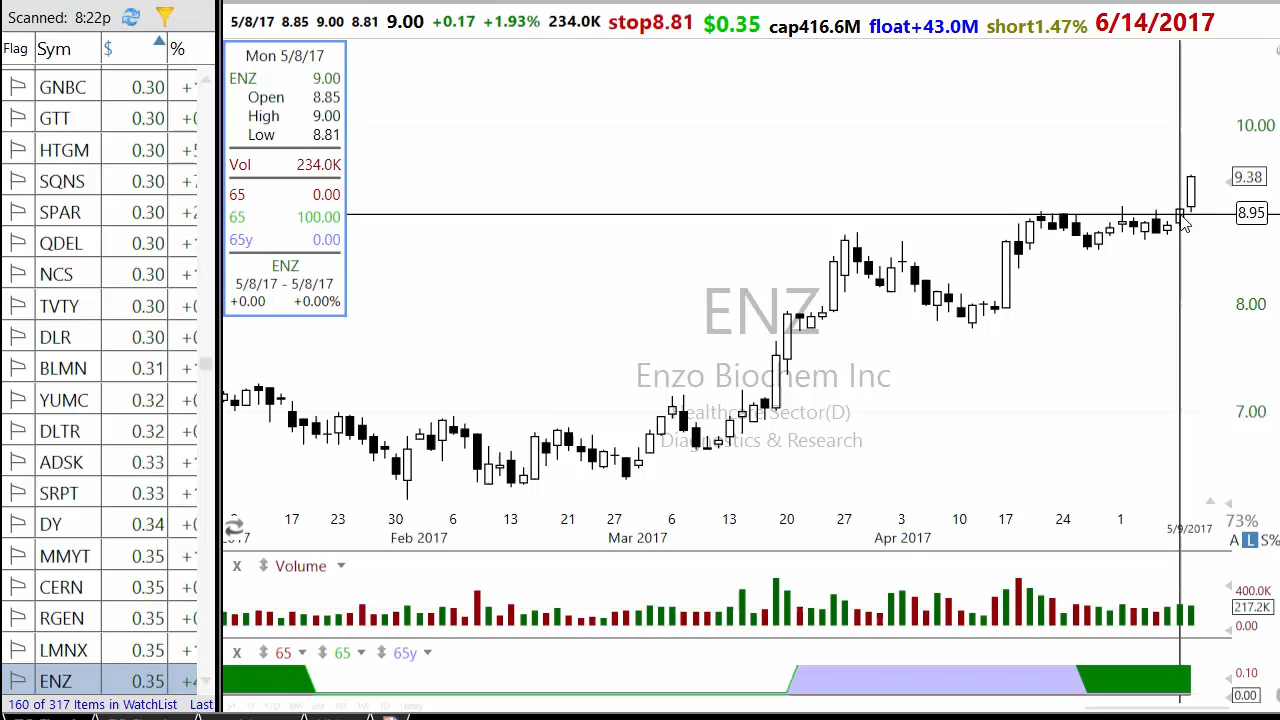 Scanned: 8:22p
Flag Sym $ %
GNBC 0.30
GTT 0.30
HTGM 0.30
SQNS 0.30
SPAR 0.30
QDEL 0.30
NCS 0.30
TVTY 0.30
DLR 0.30
BLMN 0.31
YUMC 0.32
DLTR 0.32
ADSK 0.33
SRPT 0.33
DY 0.34
MMYT 0.35
CERN 0.35
RGEN 0.35
LMNX 0.35
ENZ 0.35
160 of 317 items in WatchList Last
5/8/17 8.85 9.00 8.81 9.00 +0.17 +1.93% 234.0K stop8.81 $0.35 cap416.6M float+43.0M short1.47% 6/14/2017
Mon 5/8/17
ENZ 9.00
Open 8.85
High 9.00
Low 8.81
Vol 234.0K
65 0.00
65 100.00
65y 0.00
ENZ
5/8/17 - 5/8/17
+0.00 +0.00%
ENZ
Enzo Biochem Inc
Healthcare Sector(D)
Diagnostics & Research
10.00
9.38
8.95
8.00
7.00
17 23 30 6 13 21 27 6 13 20 27 3 10 17 24 1
5/9/2017
Feb 2017 Mar 2017 Apr 2017
73%
A L S%
X Volume
400.0K
217.2K
0.00
X 65 65 65y
0.10
0.00